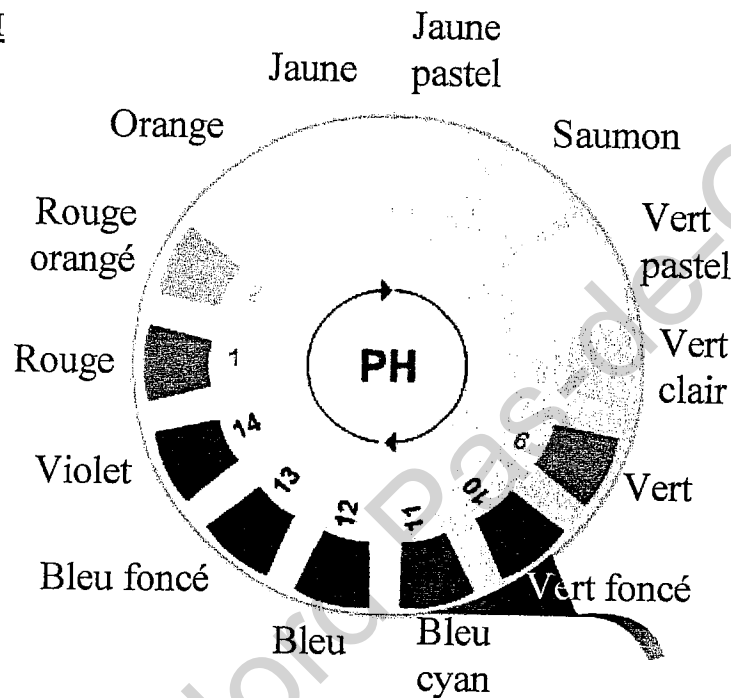 Jaune
Jaune
pastel
Orange
Saumon
Rouge
orangé
Vert
pastel
Rouge
1
PH
Vert
clair
14
9
Violet
13
10
Vert
12
11
Bleu foncé
Vert foncé
Bleu
Bleu
cyan